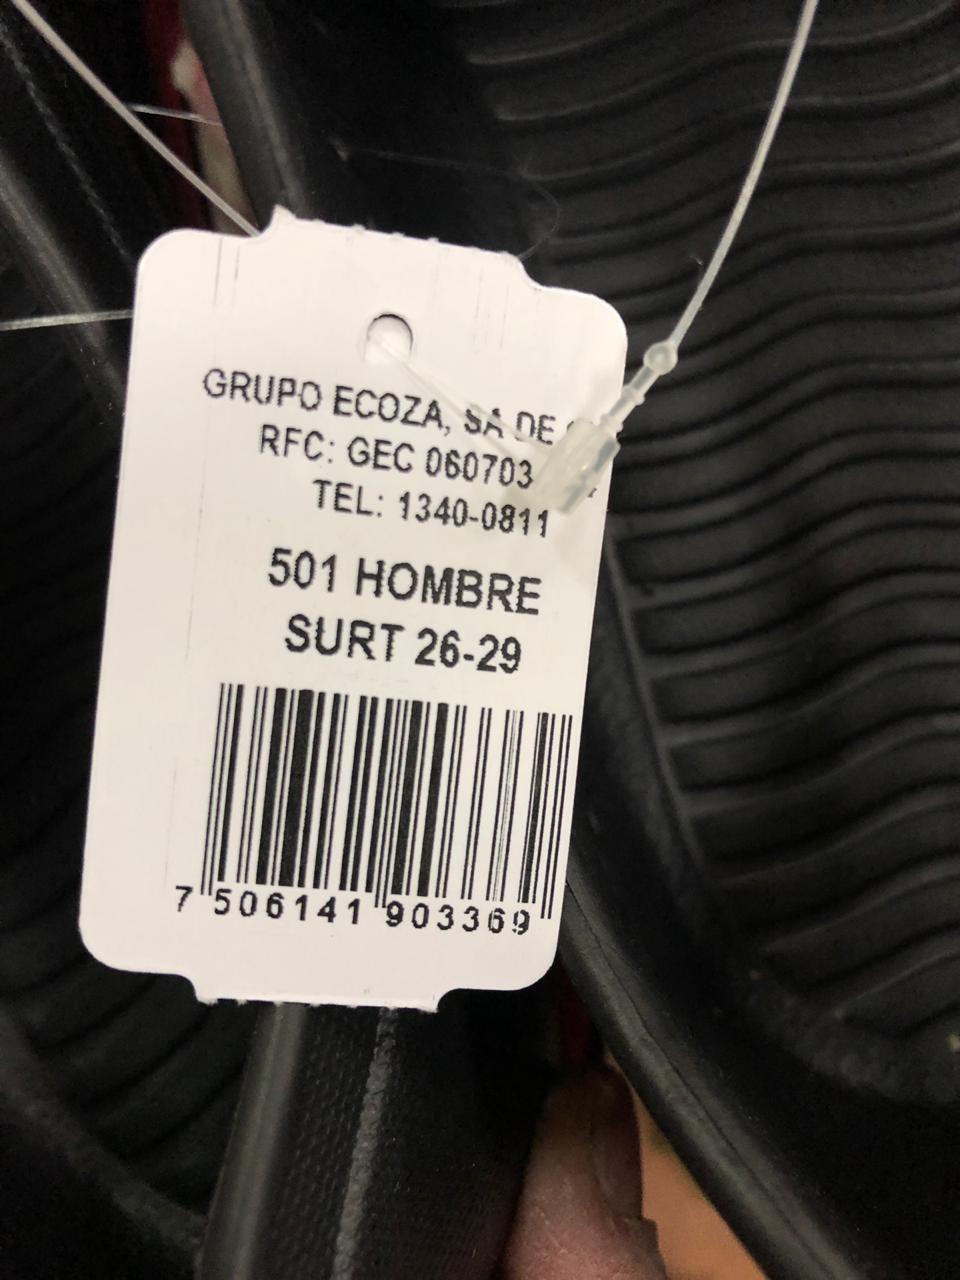 GRUPO ECOZA, SA DE
RFC: GEC 060703
TEL: 1340-0811
501 HOMBRE
SURT 26-29
7 506141 903369